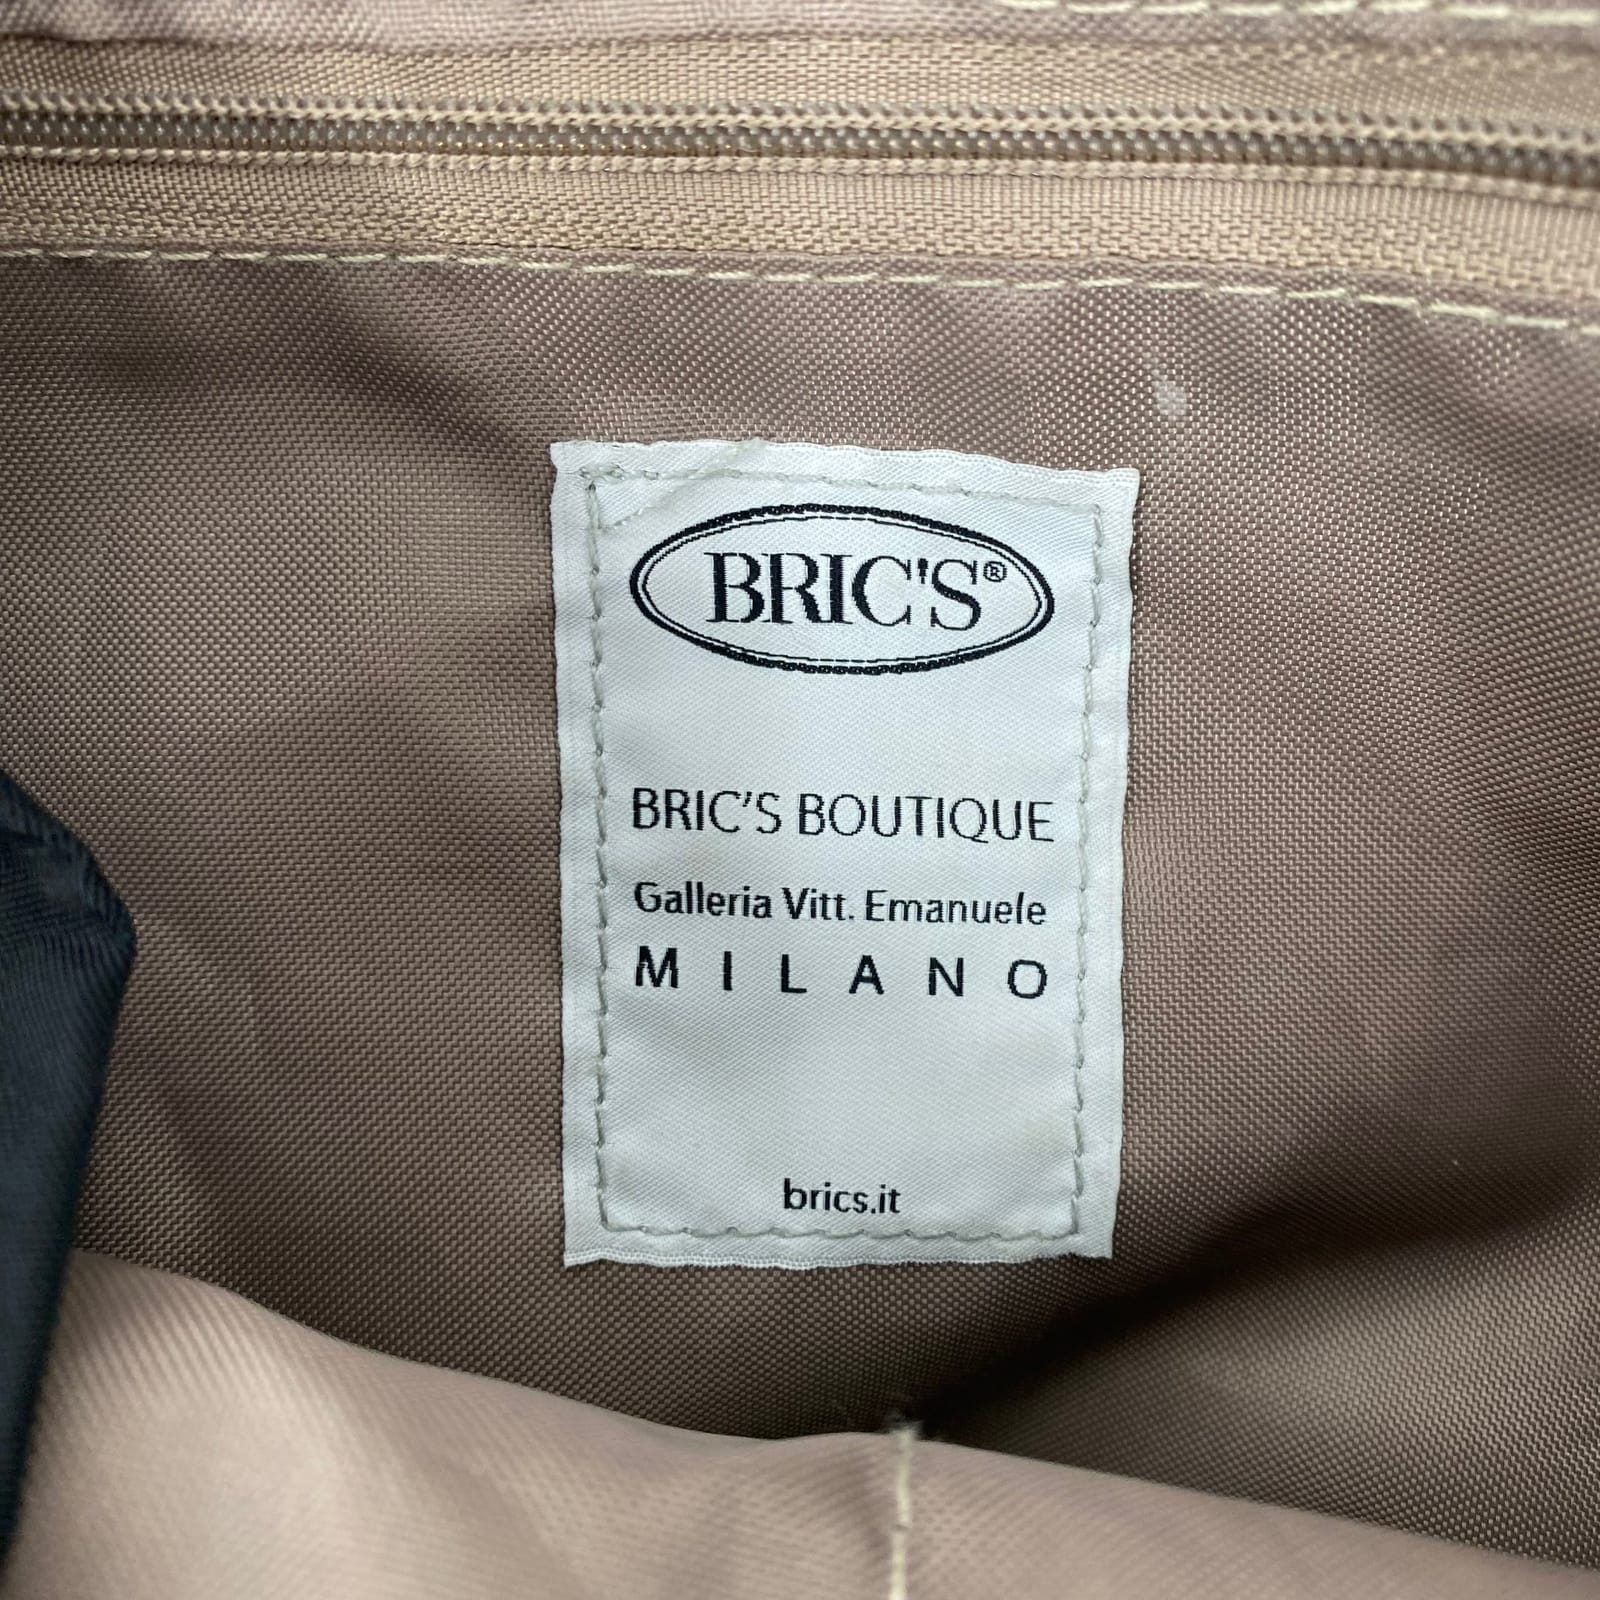 BRIC'S®
BRIC'S BOUTIQUE
Galleria Vitt. Emanuele
MILANO
brics.it